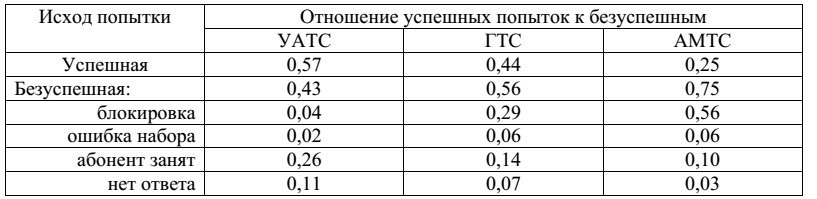 Исход попытки Отношение успешных попыток к безуспешным
УАТС ГТС АМТС
Успешная 0,57 0,44 0,25
Безуспешная: 0,43 0,56 0,75
блокировка 0,04 0,29 0,56
ошибка набора 0,02 0,06 0,06
абонент занят 0,26 0,14 0,10
нет ответа 0,11 0,07 0,03